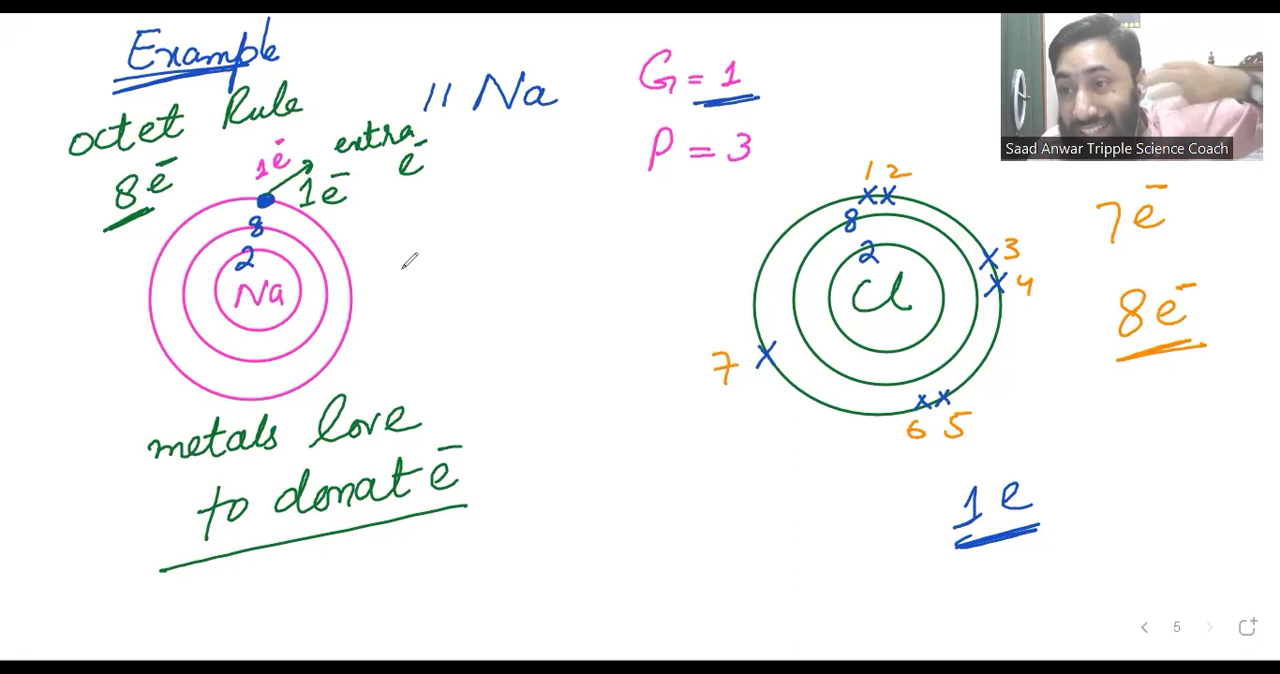 Example
octet Rule
8e⁻
11 Na
G = 1
P = 3
extra
e⁻
1e⁻
1e⁻
8
2
Na
metals love
to donat e⁻
1 2
8
2
Cl
3
4
7
6 5
7e⁻
8e⁻
1 e
Saad Anwar Tripple Science Coach
5